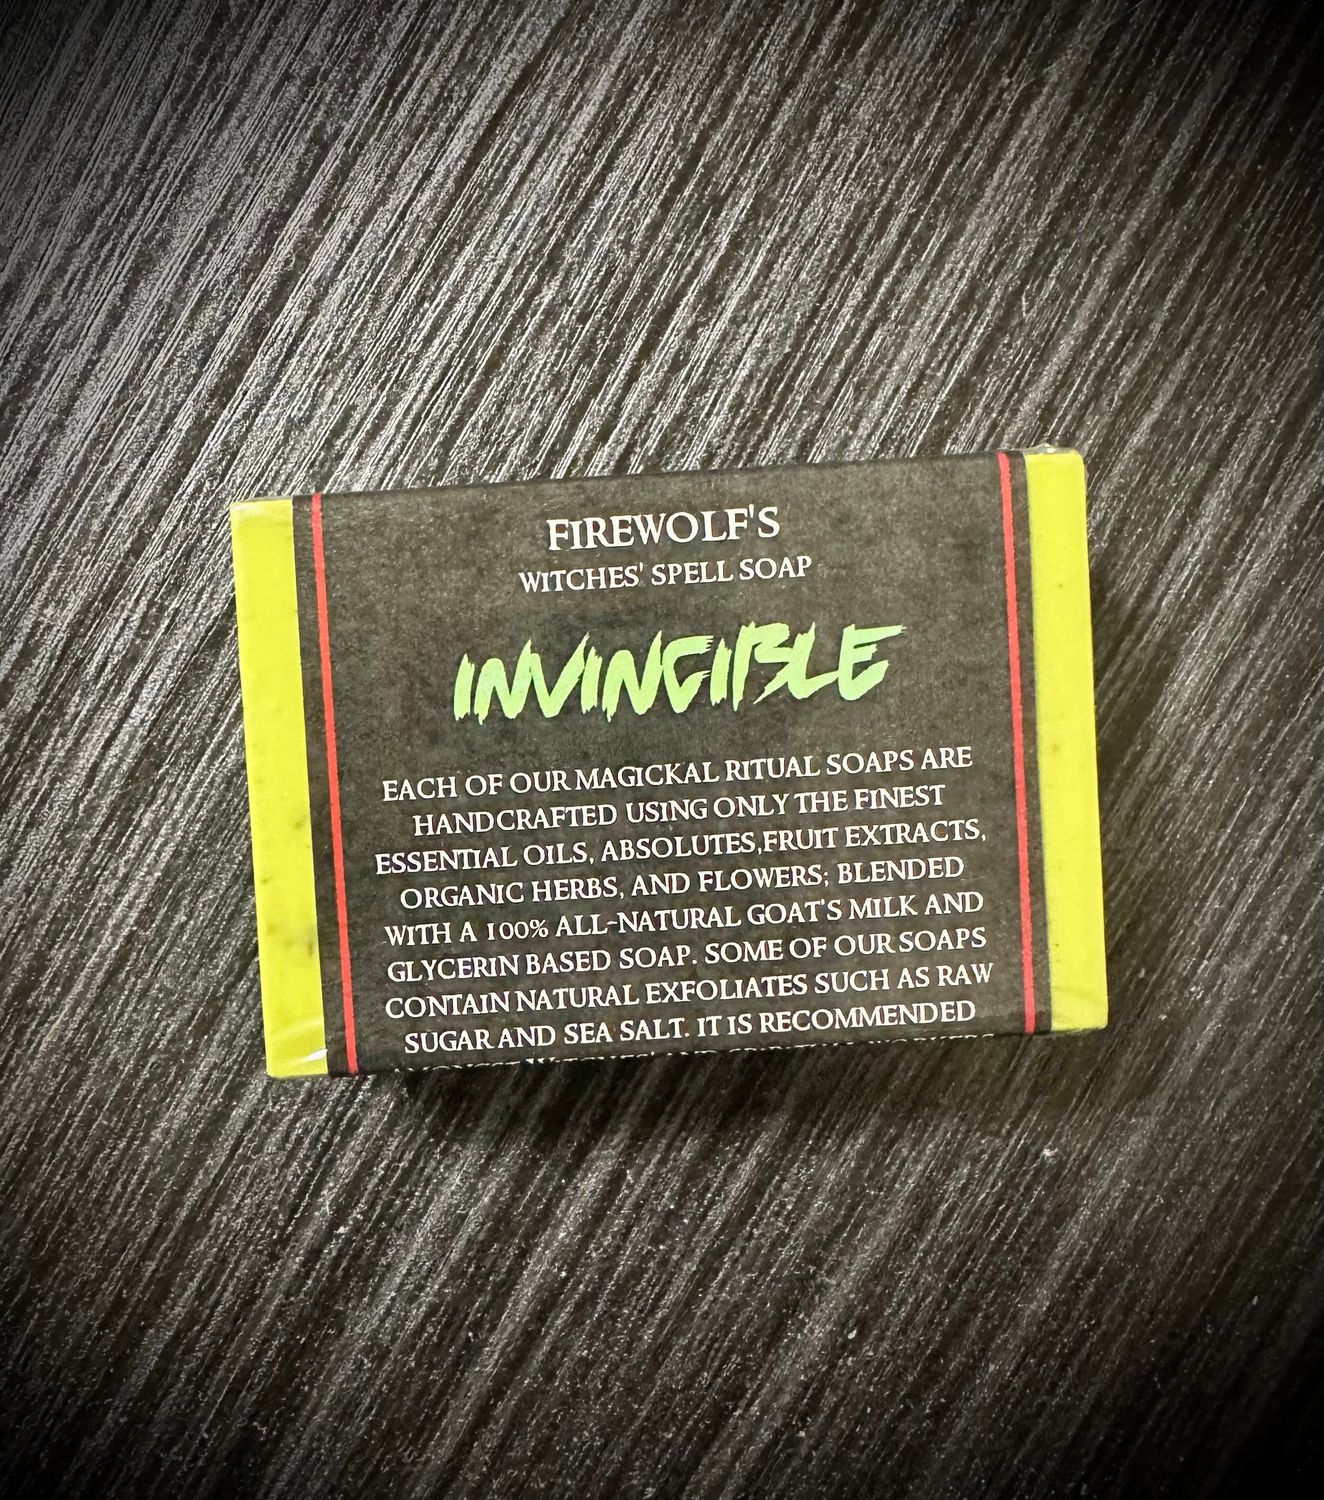 FIREWOLF'S
WITCHES' SPELL SOAP
INVINCIBLE
EACH OF OUR MAGICKAL RITUAL SOAPS ARE
HANDCRAFTED USING ONLY THE FINEST
ESSENTIAL OILS, ABSOLUTES,FRUIT EXTRACTS,
ORGANIC HERBS, AND FLOWERS; BLENDED
WITH A 100% ALL-NATURAL GOAT'S MILK AND
GLYCERIN BASED SOAP. SOME OF OUR SOAPS
CONTAIN NATURAL EXFOLIATES SUCH AS RAW
SUGAR AND SEA SALT. IT IS RECOMMENDED